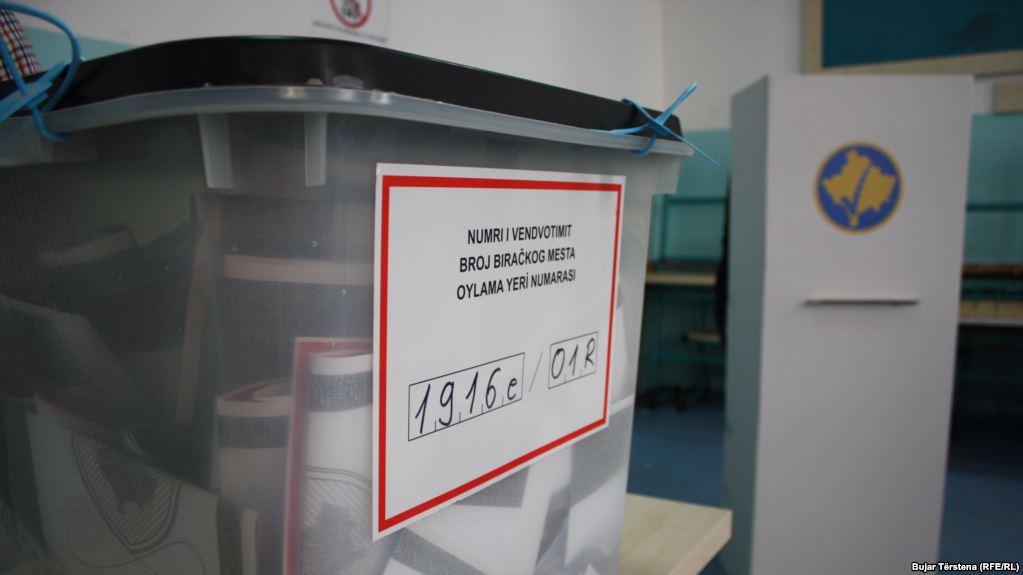 NUMRI I VENDVOTIMIT
BROJ BIRAČKOG MESTA
OYLAMA YERİ NUMARASI
1916e / 01R
Bujar Tërstena (RFE/RL)